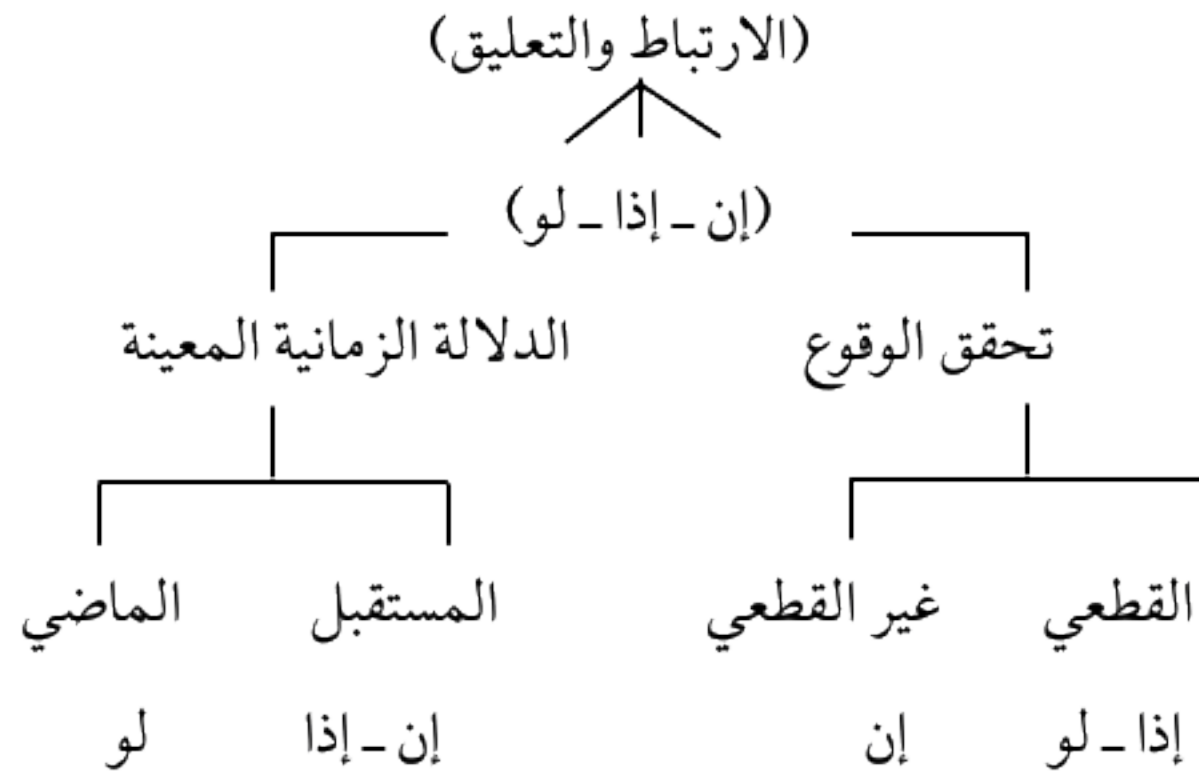 (الارتباط والتعليق)
(إن ـ إذا ـ لو)
تحقق الوقوع
الدلالة الزمانية المعينة
القطعي
غير القطعي
المستقبل
الماضي
إذا ـ لو
إن
إن ـ إذا
لو